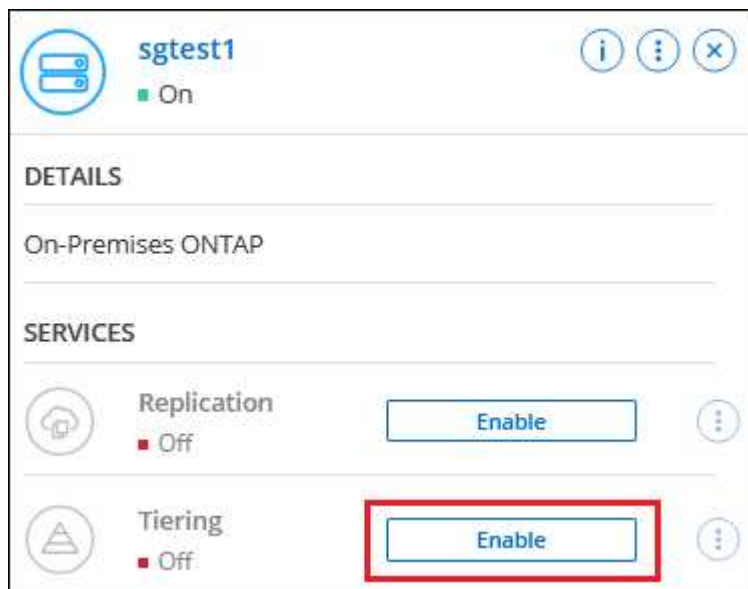 sgtest1
On
DETAILS
On-Premises ONTAP
SERVICES
Replication
Off
Enable
Tiering
Off
Enable